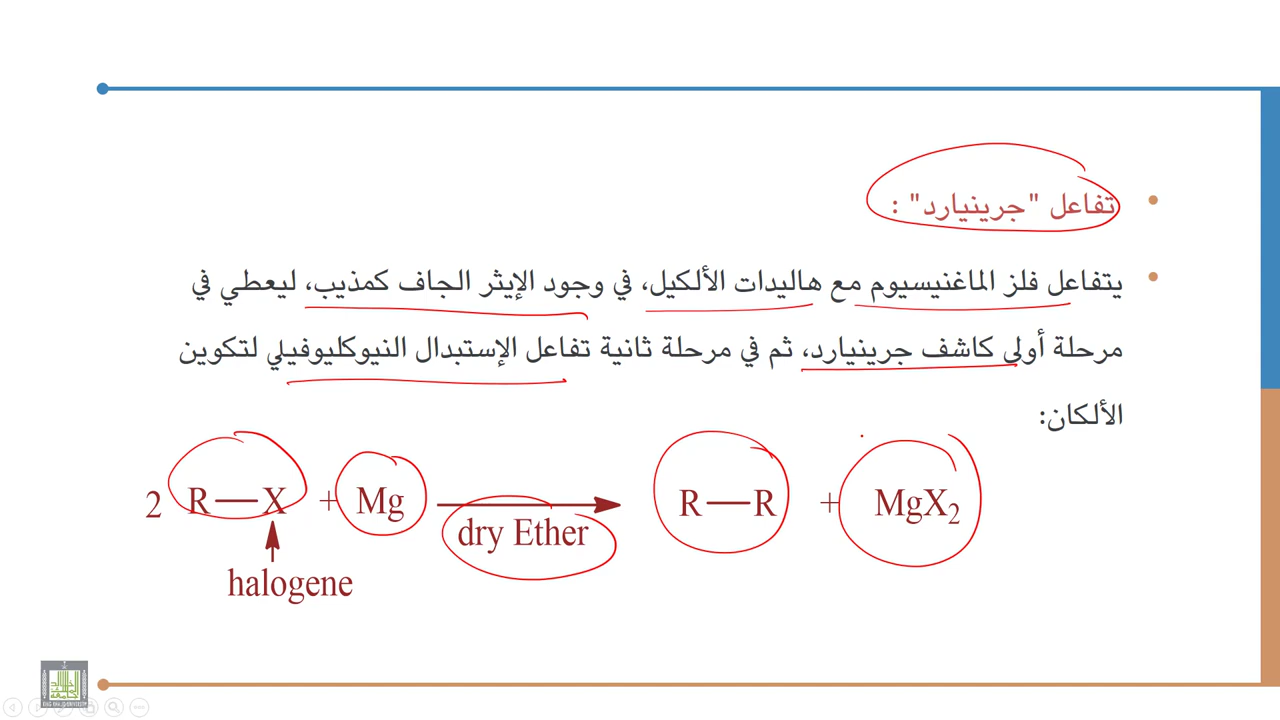 تفاعل "جرينيارد" :
يتفاعل فلز الماغنيسيوم مع هاليدات الألكيل، في وجود الإيثر الجاف كمذيب، ليعطي في
مرحلة أولى كاشف جرينيارد، ثم في مرحلة ثانية تفاعل الإستبدال النيوكليوفيلي لتكوين
الألكان:
2 R—X + Mg dry Ether R—R + MgX₂
halogene